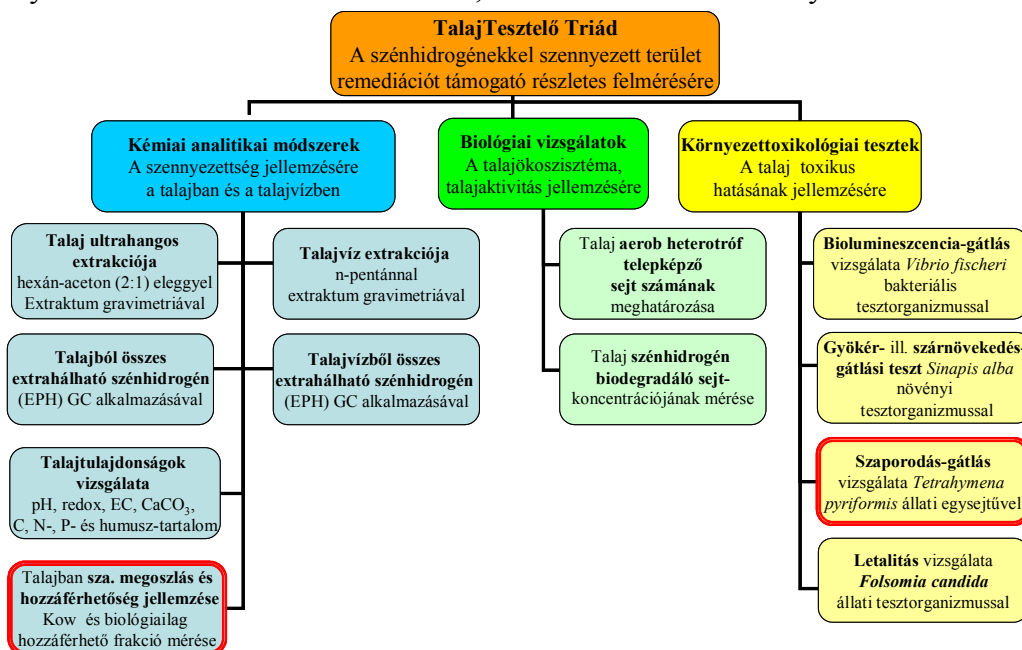 TalajTesztelő Triád
A szénhidrogénekkel szennyezett terület
remediációt támogató részletes felmérésére
Kémiai analitikai módszerek
A szennyezettség jellemzésére
a talajban és a talajvízben
Biológiai vizsgálatok
A talajökoszisztéma,
talajaktivitás jellemzésére
Környezettoxikológiai tesztek
A talaj toxikus
hatásának jellemzésére
Talaj ultrahangos
extrakciója
hexán-aceton (2:1) eleggyel
Extraktum gravimetriával
Talajvíz extrakciója
n-pentánnal
extraktum gravimetriával
Talaj aerob heterotróf
telepképző
sejt számának
meghatározása
Biolumineszcencia-gátlás
vizsgálata Vibrio fischeri
bakteriális
tesztorganizmussal
Talajból összes
extrahálható szénhidrogén
(EPH) GC alkalmazásával
Talajvízből összes
extrahálható szénhidrogén
(EPH) GC alkalmazásával
Talaj szénhidrogén
biodegradáló sejt-
koncentrációjának mérése
Gyökér- ill. szárnövekedés-
gátlási teszt Sinapis alba
növényi
tesztorganizmussal
Talajtulajdonságok
vizsgálata
pH, redox, EC, CaCO₃,
C, N-, P- és humusz-tartalom
Szaporodás-gátlás
vizsgálata Tetrahymena
pyriformis állati egysejtűvel
Talajban sza. megoszlás és
hozzáférhetőség jellemzése
Kow és biológiailag
hozzáférhető frakció mérése
Letalitás vizsgálata
Folsomia candida
állati tesztorganizmussal